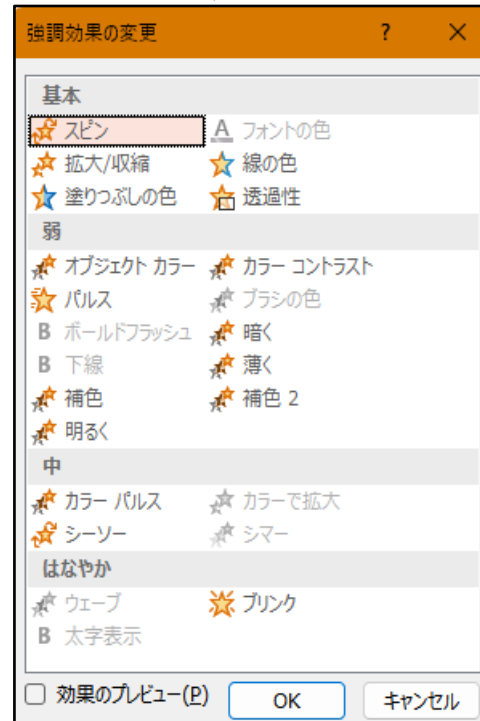 強調効果の変更 ? ×
基本
スピン A フォントの色
拡大/収縮 線の色
塗りつぶしの色 透過性
弱
オブジェクト カラー カラー コントラスト
パルス ブラシの色
B ボールドフラッシュ 暗く
B 下線 薄く
補色 補色 2
明るく
中
カラー パルス カラーで拡大
シーソー シマー
はなやか
ウェーブ ブリンク
B 太字表示
効果のプレビュー(P) OK キャンセル